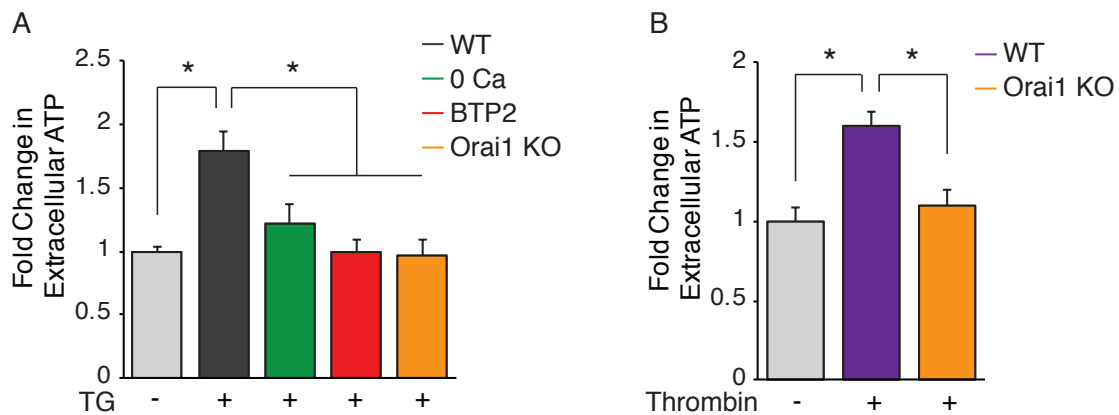 A
WT
0 Ca
BTP2
Orai1 KO
*
*
Fold Change in
Extracellular ATP
2.5
2
1.5
1
0.5
0
TG - + + + +
B
WT
Orai1 KO
*
*
Fold Change in
Extracellular ATP
2
1.5
1
0.5
0
Thrombin - + +